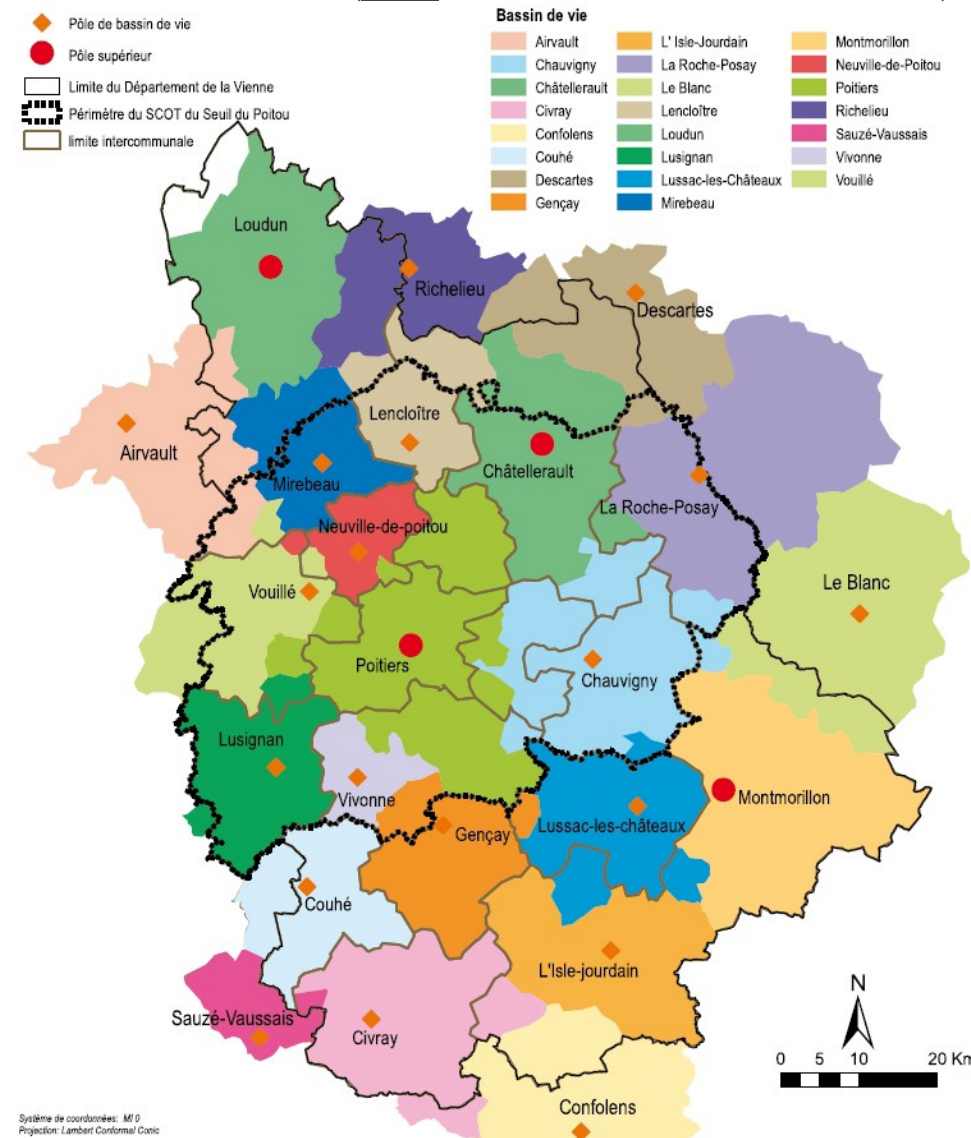 Pôle de bassin de vie
Pôle supérieur
Limite du Département de la Vienne
Périmètre du SCOT du Seuil du Poitou
limite intercommunale
Bassin de vie
Airvault
Chauvigny
Châtellerault
Civray
Confolens
Couhé
Descartes
Gençay
L' Isle-Jourdain
La Roche-Posay
Le Blanc
Lencloître
Loudun
Lusignan
Lussac-les-Châteaux
Mirebeau
Montmorillon
Neuville-de-Poitou
Poitiers
Richelieu
Sauzé-Vaussais
Vivonne
Vouillé
Loudun
Richelieu
Descartes
Lencloître
Airvault
Châtellerault
Mirebeau
La Roche-Posay
Neuville-de-poitou
Le Blanc
Vouillé
Poitiers
Chauvigny
Lusignan
Vivonne
Montmorillon
Gençay
Lussac-les-châteaux
Couhé
L'Isle-jourdain
N
Sauzé-Vaussais
Civray
0 5 10 20 Km
Confolens
Système de coordonnées: MI 0
Projection: Lambert Conformal Conic